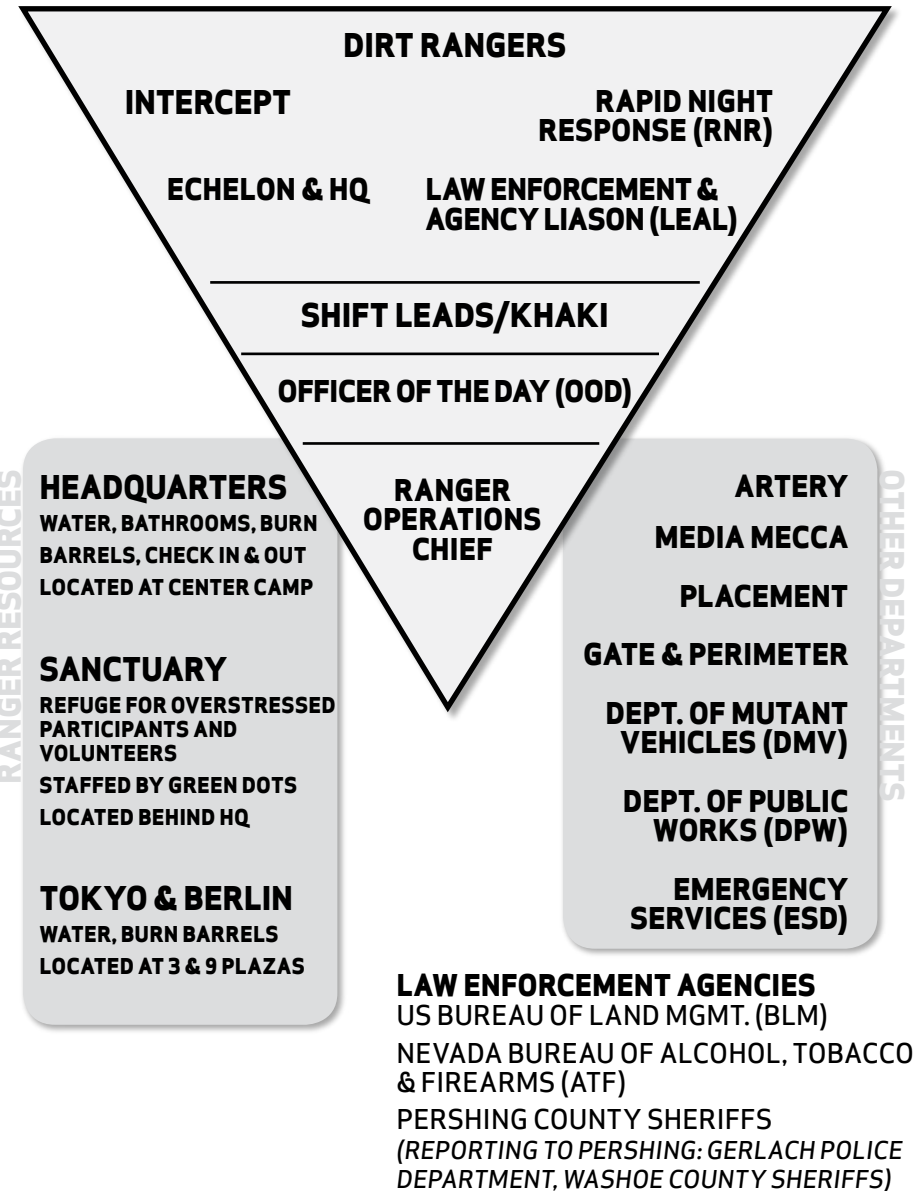 DIRT RANGERS
INTERCEPT
RAPID NIGHT
RESPONSE (RNR)
ECHELON & HQ
LAW ENFORCEMENT &
AGENCY LIASON (LEAL)
SHIFT LEADS/KHAKI
OFFICER OF THE DAY (OOD)
RANGER
OPERATIONS
CHIEF
RANGER RESOURCES
HEADQUARTERS
WATER, BATHROOMS, BURN
BARRELS, CHECK IN & OUT
LOCATED AT CENTER CAMP
SANCTUARY
REFUGE FOR OVERSTRESSED
PARTICIPANTS AND
VOLUNTEERS
STAFFED BY GREEN DOTS
LOCATED BEHIND HQ
TOKYO & BERLIN
WATER, BURN BARRELS
LOCATED AT 3 & 9 PLAZAS
OTHER DEPARTMENTS
ARTERY
MEDIA MECCA
PLACEMENT
GATE & PERIMETER
DEPT. OF MUTANT
VEHICLES (DMV)
DEPT. OF PUBLIC
WORKS (DPW)
EMERGENCY
SERVICES (ESD)
LAW ENFORCEMENT AGENCIES
US BUREAU OF LAND MGMT. (BLM)
NEVADA BUREAU OF ALCOHOL, TOBACCO
& FIREARMS (ATF)
PERSHING COUNTY SHERIFFS
(REPORTING TO PERSHING: GERLACH POLICE
DEPARTMENT, WASHOE COUNTY SHERIFFS)